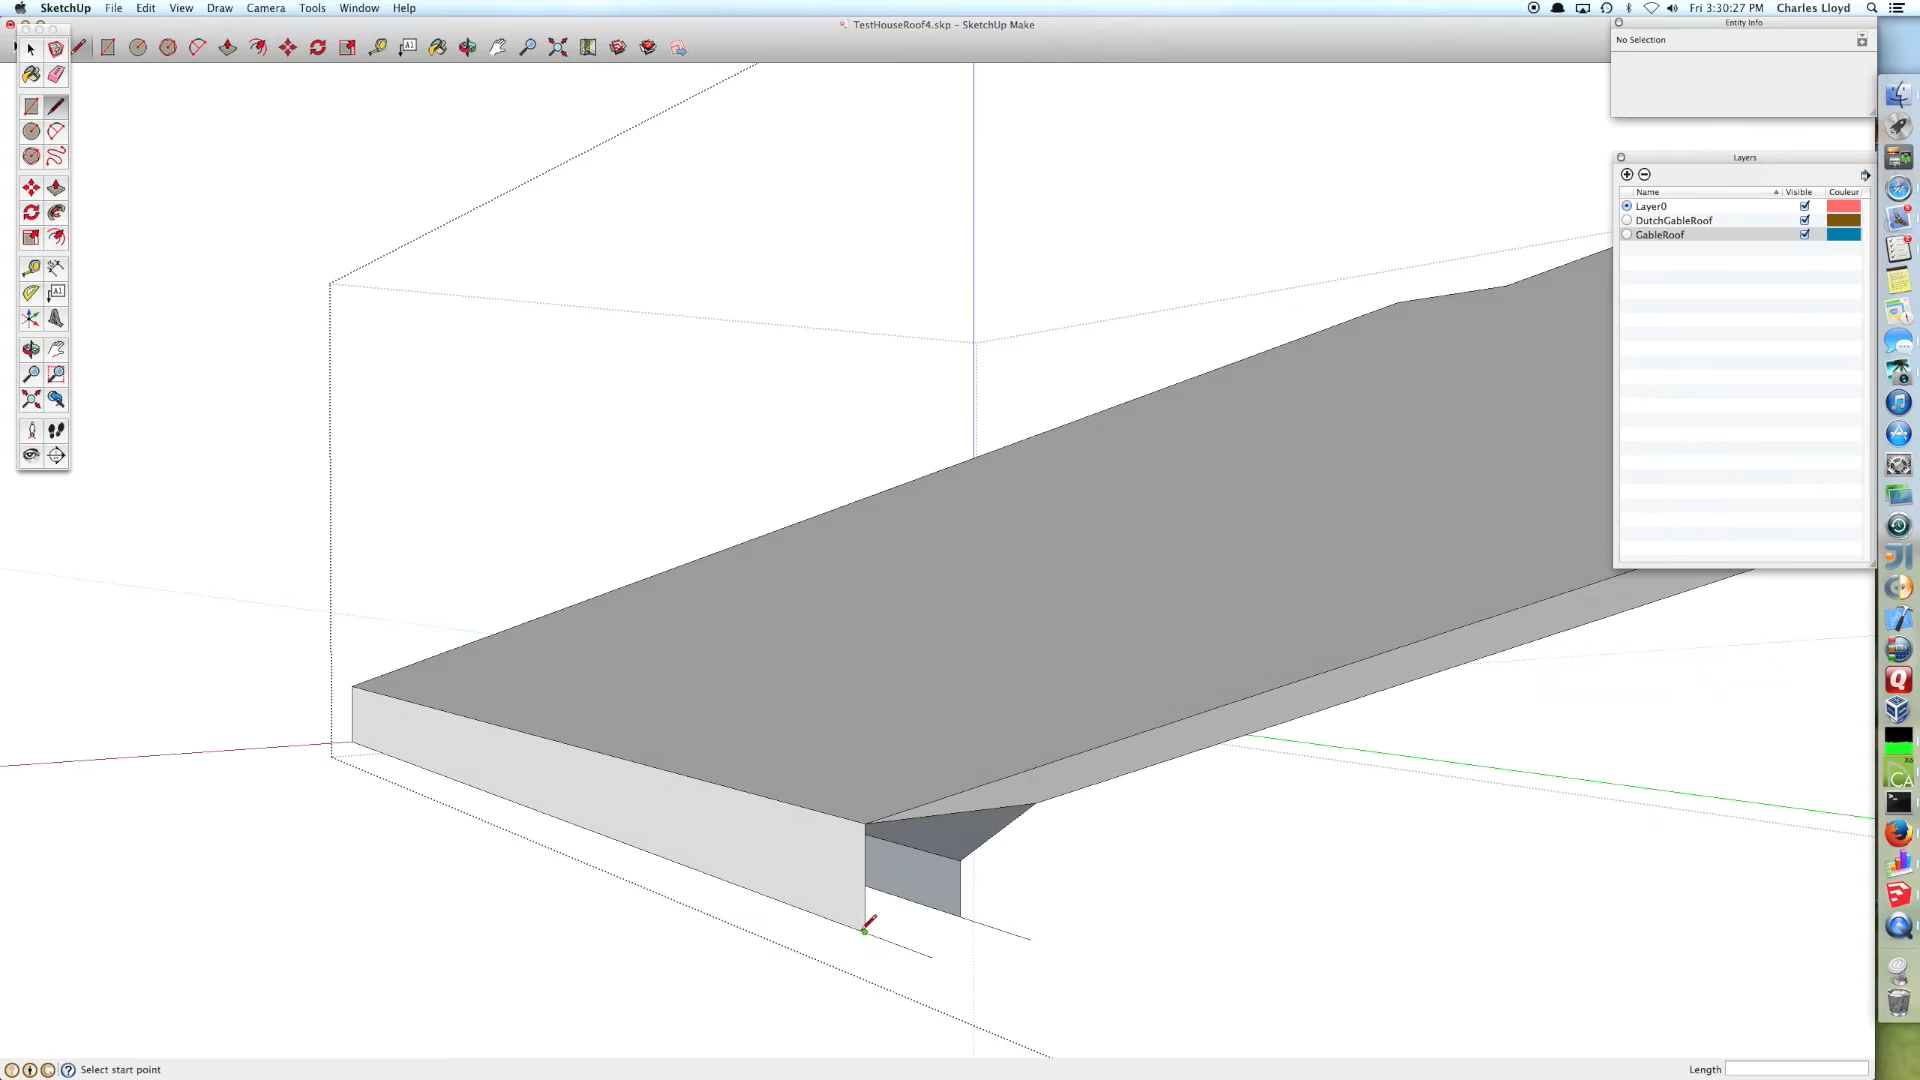 SketchUp File Edit View Draw Camera Tools Window Help
Fri 3:30:27 PM Charles Lloyd
TestHouseRoof4.skp - SketchUp Make
Entity Info
No Selection
Layers
Name Visible Couleur
Layer0
DutchGableRoof
GableRoof
Select start point
Length